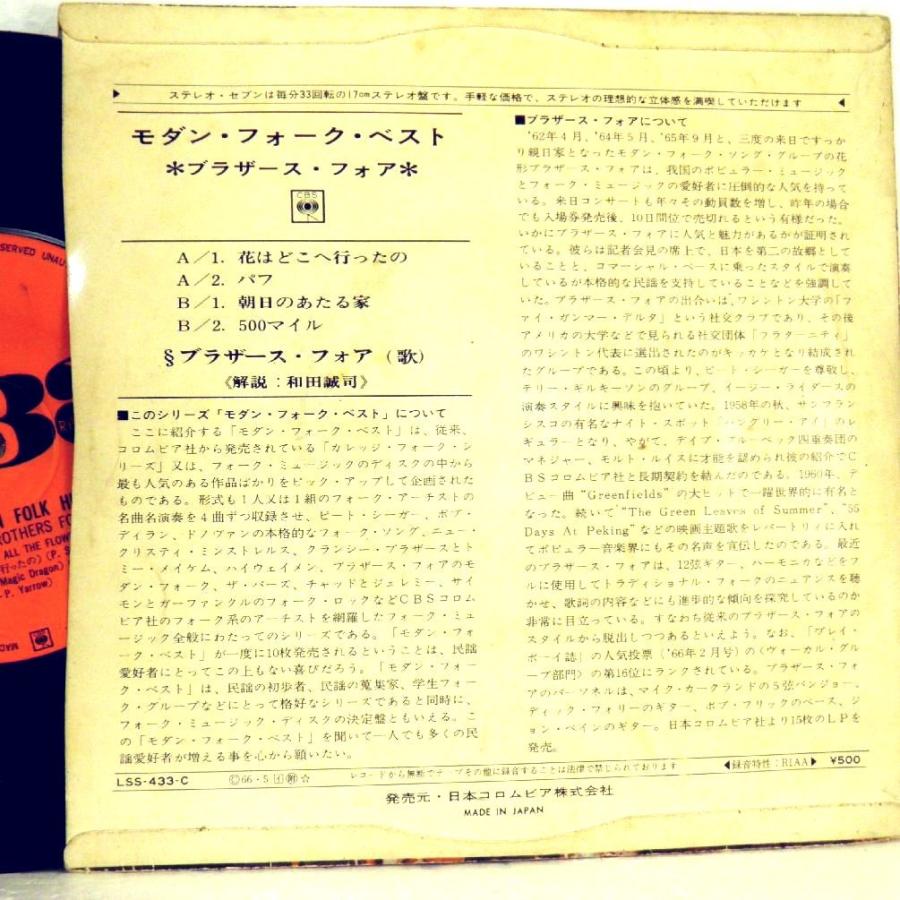 ステレオ・セブンは毎分33回転の17cmステレオ盤です。手軽な価格で、ステレオの理想的な立体感を満喫していただけます
モダン・フォーク・ベスト
＊ブラザース・フォア＊
CBS
A／1. 花はどこへ行ったの
A／2. パフ
B／1. 朝日のあたる家
B／2. 500マイル
§ブラザース・フォア（歌）
《解説：和田誠司》
■このシリーズ「モダン・フォーク・ベスト」について
ここに紹介する「モダン・フォーク・ベスト」は、従来、
コロムビア社から発売されている「カレッジ・フォーク・シ
リーズ」又は、フォーク・ミュージックのディスクの中から
最も人気のある作品ばかりをピック・アップして企画された
ものである。形式も1人又は1組のフォーク・アーチストの
名曲名演奏を4曲ずつ収録させ、ピート・シーガー、ボブ・
ディラン、ドノヴァンの本格的なフォーク・ソング、ニュー・
クリスティ・ミンストレルス、クランシー・ブラザースとト
ミー・メイケム、ハイウェイメン、ブラザース・フォアのモ
ダン・フォーク、ザ・バーズ、チャッドとジェレミー、サイ
モンとガーファンクルのフォーク・ロックなどCBSコロム
ビア社のフォーク系のアーチストを網羅したフォーク・ミュ
ージック全般にわたってのシリーズである。「モダン・フォ
ーク・ベスト」が一度に10枚発売されるということは、民謡
愛好者にとってこの上もない喜びだろう。「モダン・フォー
ク・ベスト」は、民謡の初歩者、民謡の蒐集家、学生フォー
ク・グループなどにとって格好なシリーズであると同時に、
フォーク・ミュージック・ディスクの決定盤ともいえる。こ
の「モダン・フォーク・ベスト」を聞いて一人でも多くの民
謡愛好者が増える事を心から願いたい。
■ブラザース・フォアについて
'62年4月、'64年5月、'65年9月と、三度の来日ですっか
り親日家となったモダン・フォーク・ソング・グループの花
形ブラザース・フォアは、我国のポピュラー・ミュージック
とフォーク・ミュージックの愛好者に圧倒的な人気を持って
いる。来日コンサートも年々その動員数を増し、昨年の場合
でも入場券発売後、10日間位で売切れるという有様だった。
いかにブラザース・フォアに人気と魅力があるかが証明され
ている。彼らは記者会見の席上で、日本を第二の故郷として
いることと、コマーシャル・ベースに乗ったスタイルで演奏
しているが本格的な民謡を支持していることなどを強調して
いた。ブラザース・フォアの出合いは、ワシントン大学の「フ
ァイ・ガンマー・デルタ」という社交クラブであり、その後
アメリカの大学などで見られる社交団体「フラターニティ」
のワシントン代表に選出されたのがキッカケとなり結成され
たグループである。この頃より、ピート・シーガーを尊敬し、
テリー・ギルキーソンのグループ、イージー・ライダースの
演奏スタイルに興味を抱いていた。1958年の秋、サンフラン
シスコの有名なナイト・スポット「ハングリー・アイ」のレ
ギュラーとなり、やがて、デイブ・ブルーベック四重奏団の
マネジャー、モルト・ルイスに才能を認められ彼の紹介でC
BSコロムビア社と長期契約を結んだのである。1960年、デ
ビュー曲"Greenfields"の大ヒットで一躍世界的に有名と
なった。続いて"The Green Leaves of Summer"、"55
Days At Peking"などの映画主題歌をレパートリィに入れ
てポピュラー音楽界にもその名声を宣伝したのである。最近
のブラザース・フォアは、12弦ギター、ハーモニカなどをフ
ルに使用してトラディショナル・フォークのニュアンスを聴
かせ、歌詞の内容などにも進歩的な傾向を探究しているのが
非常に目立っている。すなわち従来のブラザース・フォアの
スタイルから脱出しつつあるといえよう。なお、「プレイ・
ボーイ誌」の人気投票（'66年2月号）の〈ヴォーカル・グル
ープ部門〉の第16位にランクされている。ブラザース・フォ
アのパーソネルは、マイク・カークランドの5弦バンジョー、
ディック・フォリーのギター、ボブ・フリックのベース、ジ
ョン・ペインのギター。日本コロムビア社より15枚のLPを
発売。
LSS-433-C
©66・5
レコードから無断でテープその他に録音することは法律で禁じられております
◀録音特性：RIAA▶ ¥500
発売元・日本コロムビア株式会社
MADE IN JAPAN
SERVED UNAU
FOLK H
ROTHERS FO
ALL THE FLOW
行ったの) (P. S
Magic Dragon)
P. Yarrow)
MAD